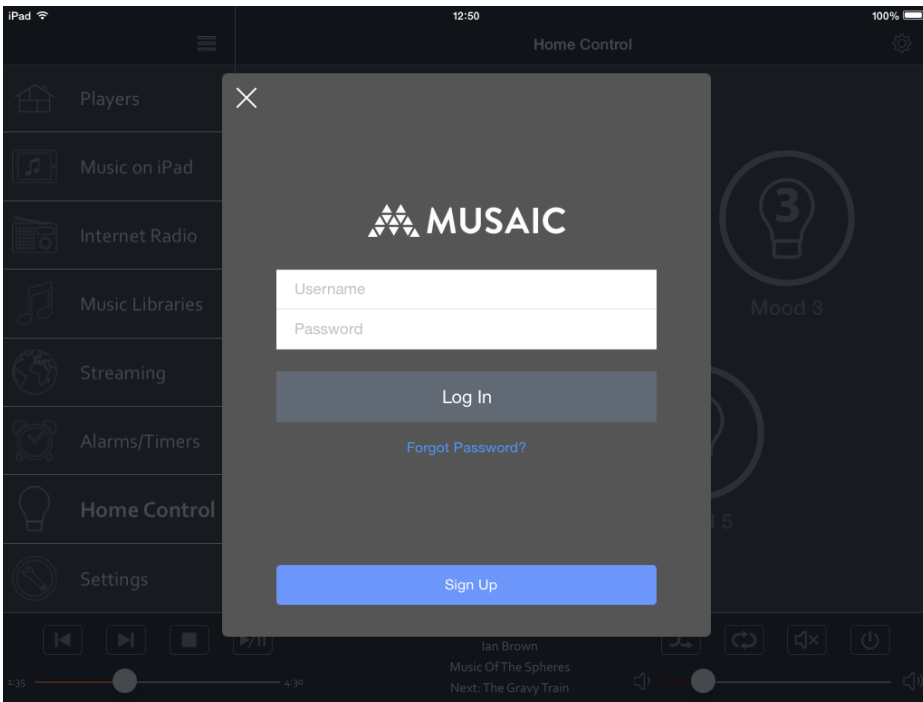 iPad 12:50 100%
Home Control
Players
Music on iPad
Internet Radio
Music Libraries
Streaming
Alarms/Timers
Home Control
Settings
MUSAIC
Username
Password
Log In
Forgot Password?
Sign Up
3
Mood 3
5
Ian Brown
Music Of The Spheres
Next: The Gravy Train
1:35
4:30